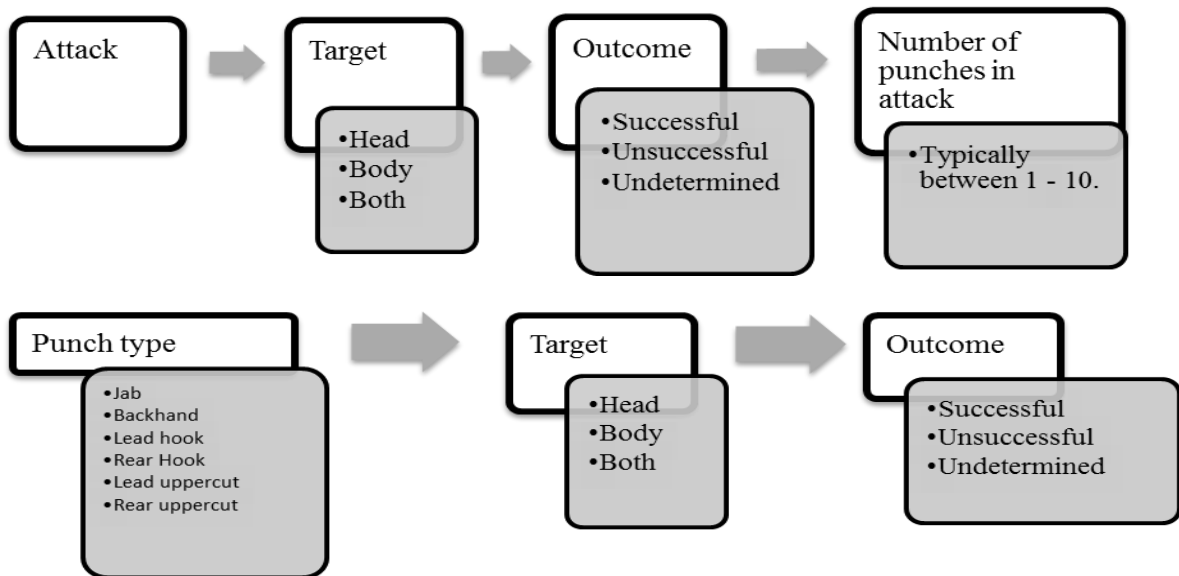 Attack
Target
•Head
•Body
•Both
Outcome
•Successful
•Unsuccessful
•Undetermined
Number of
punches in
attack
•Typically
between 1 - 10.
Punch type
•Jab
•Backhand
•Lead hook
•Rear Hook
•Lead uppercut
•Rear uppercut
Target
•Head
•Body
•Both
Outcome
•Successful
•Unsuccessful
•Undetermined